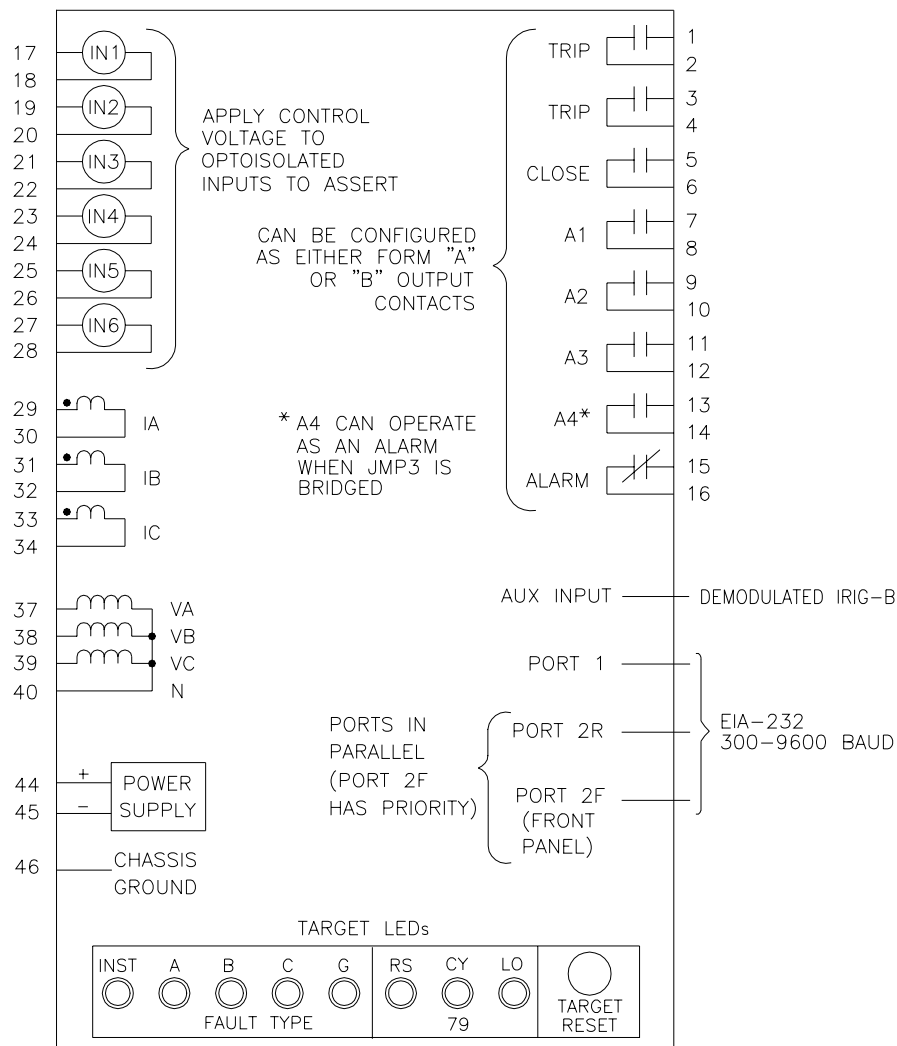 17
IN1
18
19
IN2
20
21
IN3
22
23
IN4
24
25
IN5
26
27
IN6
28
APPLY CONTROL
VOLTAGE TO
OPTOISOLATED
INPUTS TO ASSERT
CAN BE CONFIGURED
AS EITHER FORM "A"
OR "B" OUTPUT
CONTACTS
TRIP
1
2
TRIP
3
4
CLOSE
5
6
A1
7
8
A2
9
10
A3
11
12
A4*
13
14
ALARM
15
16
* A4 CAN OPERATE
AS AN ALARM
WHEN JMP3 IS
BRIDGED
29
30
IA
31
32
IB
33
34
IC
37
VA
38
VB
39
VC
40
N
44
+
45
−
POWER
SUPPLY
46
CHASSIS
GROUND
AUX INPUT
DEMODULATED IRIG−B
PORT 1
PORT 2R
PORT 2F
(FRONT
PANEL)
PORTS IN
PARALLEL
(PORT 2F
HAS PRIORITY)
EIA−232
300−9600 BAUD
TARGET LEDs
INST A B C G
FAULT TYPE
RS CY LO
79
TARGET
RESET